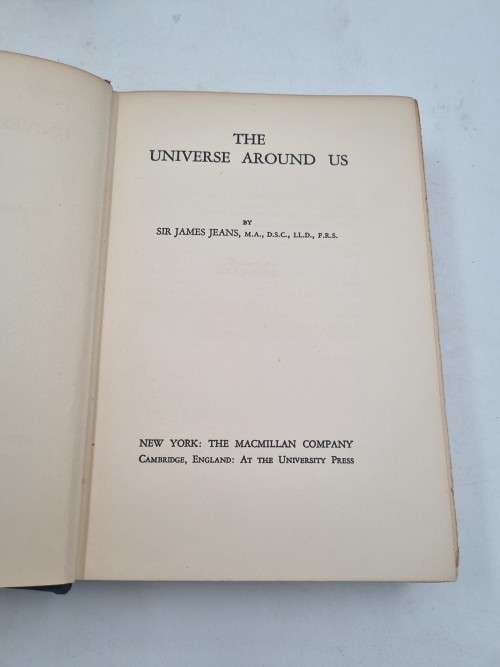 THE
UNIVERSE AROUND US
BY
SIR JAMES JEANS, M.A., D.S.C., LL.D., F.R.S.
NEW YORK: THE MACMILLAN COMPANY
CAMBRIDGE, ENGLAND: AT THE UNIVERSITY PRESS